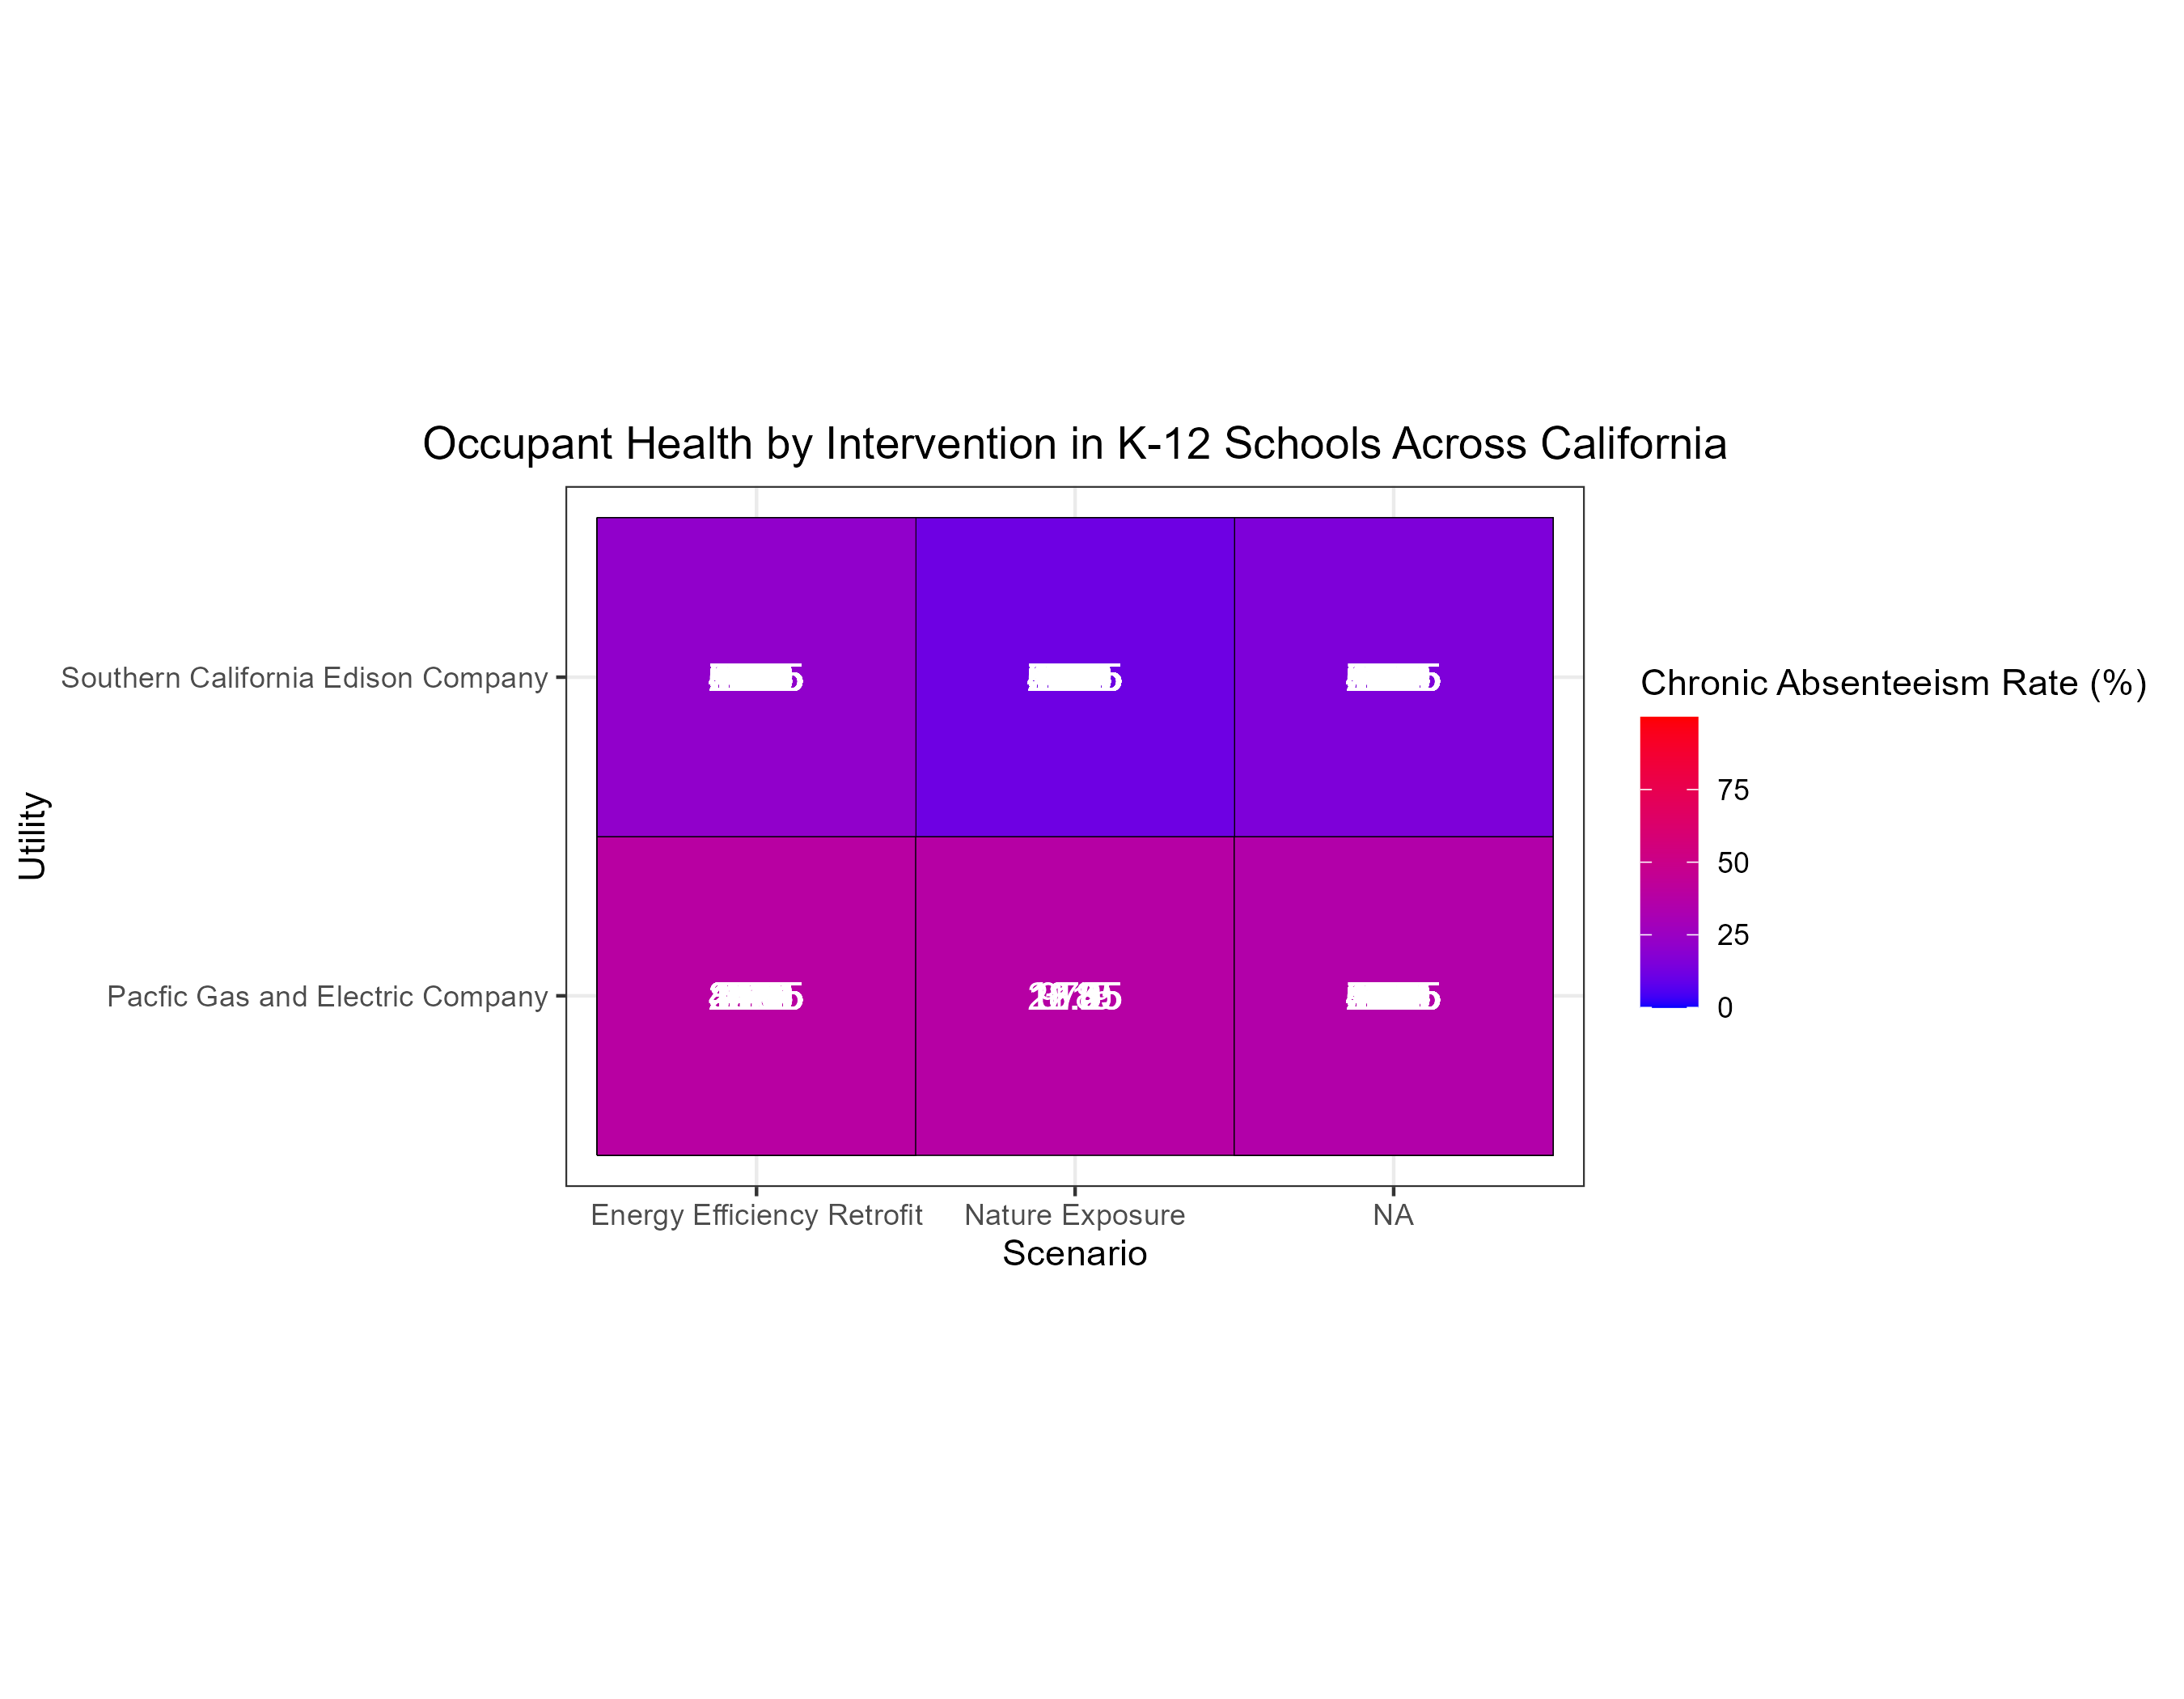 Occupant Health by Intervention in K-12 Schools Across California
Utility
Southern California Edison Company
Pacfic Gas and Electric Company
Energy Efficiency Retrofit
Nature Exposure
NA
Scenario
Chronic Absenteeism Rate (%)
75
50
25
0